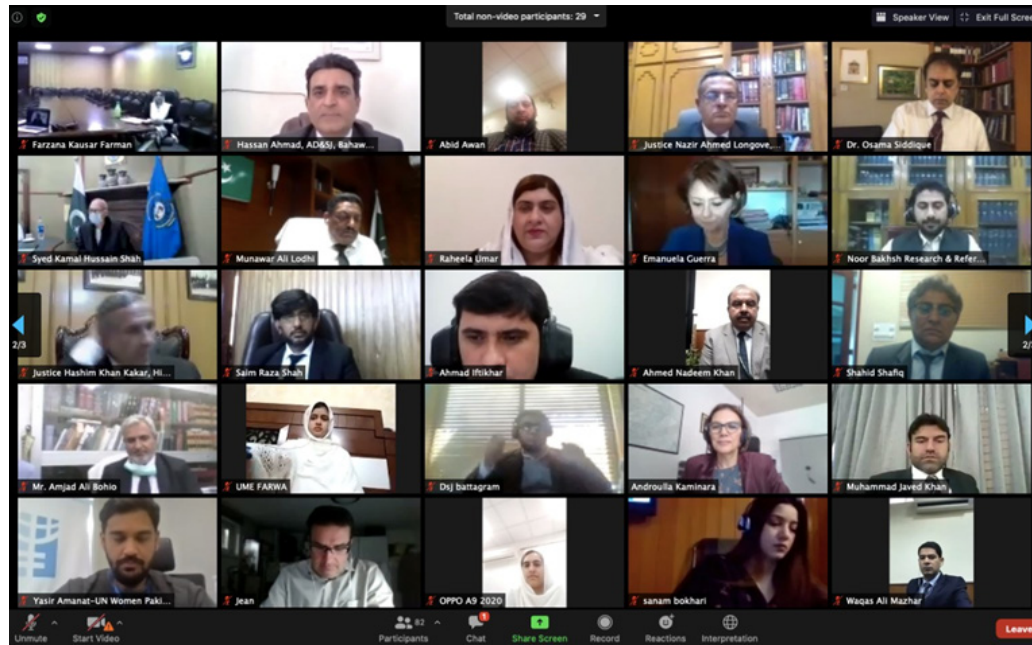 Total non-video participants: 29
Speaker View
Exit Full Scree
Farzana Kausar Farman
Hassan Ahmad, AD&SJ, Bahaw...
Abid Awan
Justice Nazir Ahmed Longove,...
Dr. Osama Siddique
Syed Kamal Hussain Shah
Munawar Ali Lodhi
Raheela Umar
Emanuela Guerra
Noor Bakhsh Research & Refer...
2/3
2/3
Justice Hashim Khan Kakar, Hi...
Saim Raza Shah
Ahmad Iftikhar
Ahmed Nadeem Khan
Shahid Shafiq
Mr. Amjad Ali Bohio
UME FARWA
Dsj battagram
Androulla Kaminara
Muhammad Javed Khan
Yasir Amanat-UN Women Paki...
Jean
OPPO A9 2020
sanam bokhari
Waqas Ali Mazhar
Unmute
Start Video
Participants
82
Chat
1
Share Screen
Record
Reactions
Interpretation
Leave